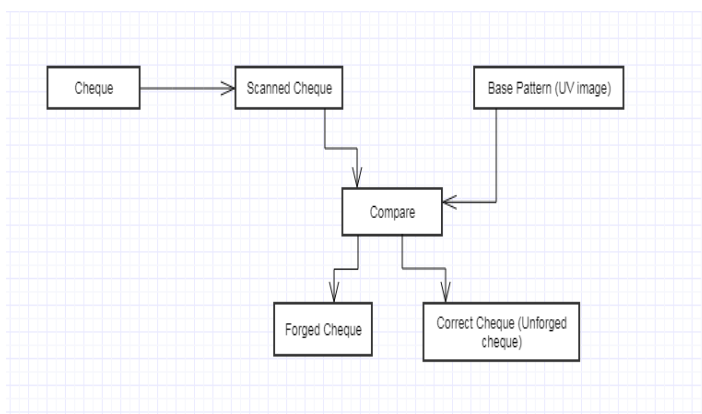 Cheque
Scanned Cheque
Base Pattern (UV image)
Compare
Forged Cheque
Correct Cheque (Unforged
cheque)